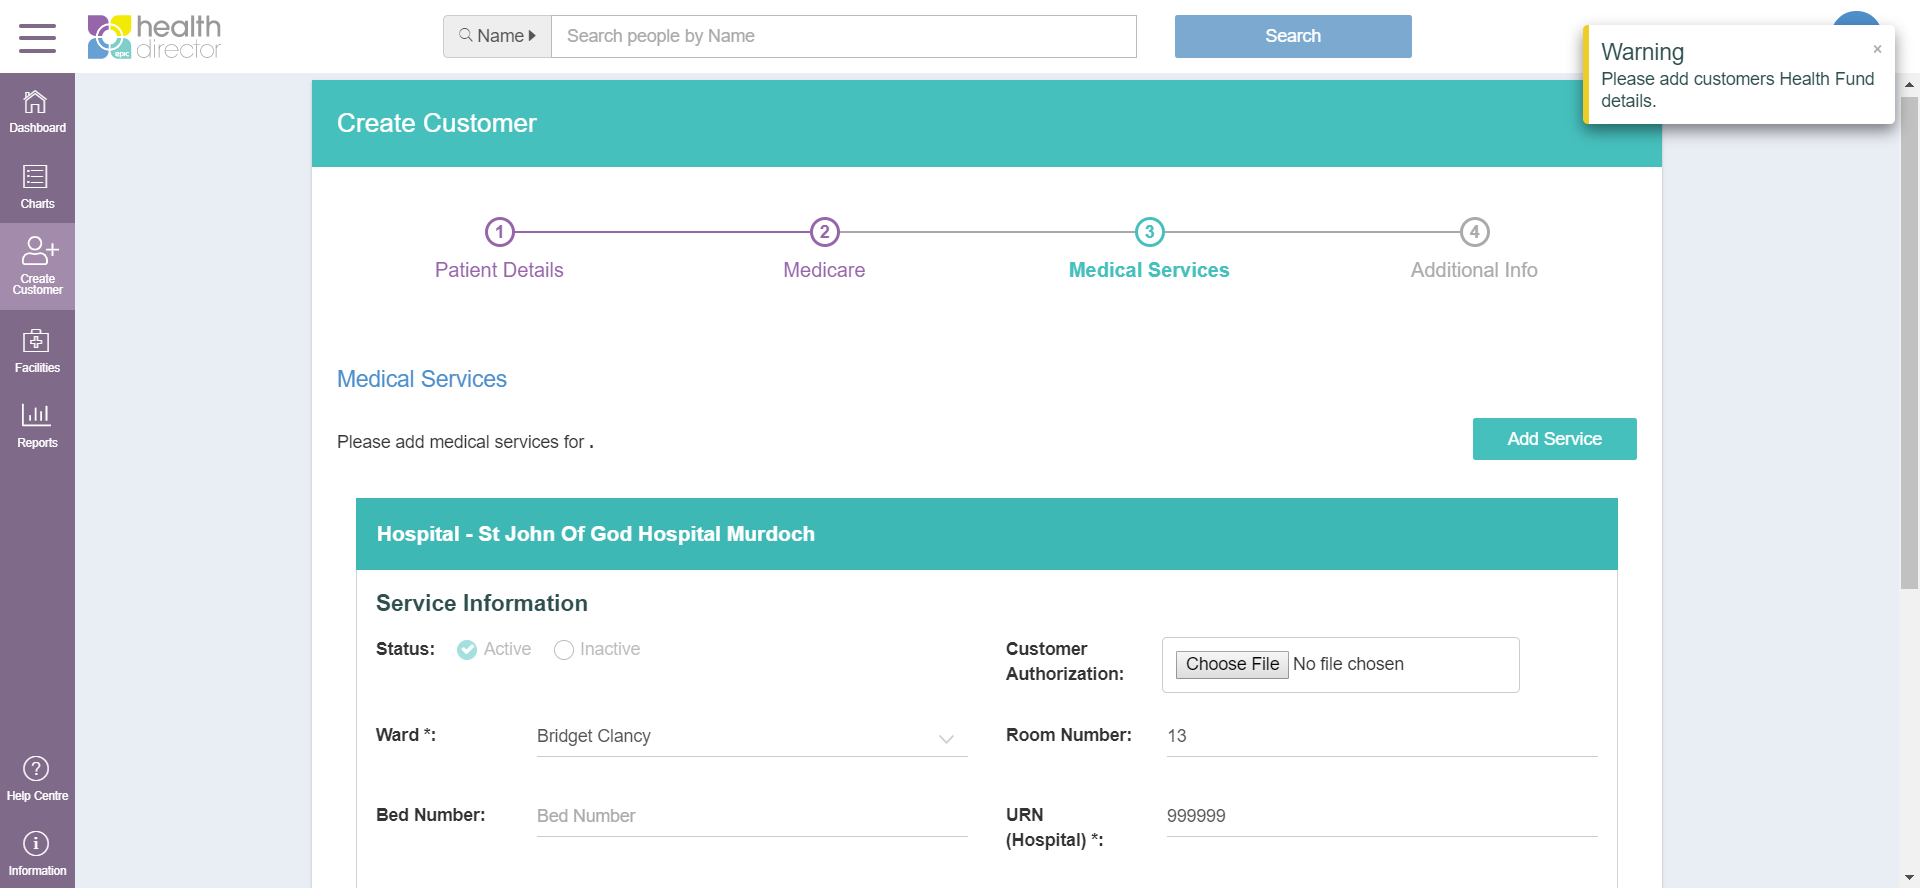 health
director
epic
Name
Search people by Name
Search
Warning
×
Please add customers Health Fund
details.
Dashboard
Charts
Create
Customer
Facilities
Reports
Help Centre
Information
Create Customer
1
2
3
4
Patient Details
Medicare
Medical Services
Additional Info
Medical Services
Please add medical services for .
Add Service
Hospital - St John Of God Hospital Murdoch
Service Information
Status:
Active
Inactive
Customer
Authorization:
Choose File No file chosen
Ward *:
Bridget Clancy
Room Number:
13
Bed Number:
Bed Number
URN
(Hospital) *:
999999